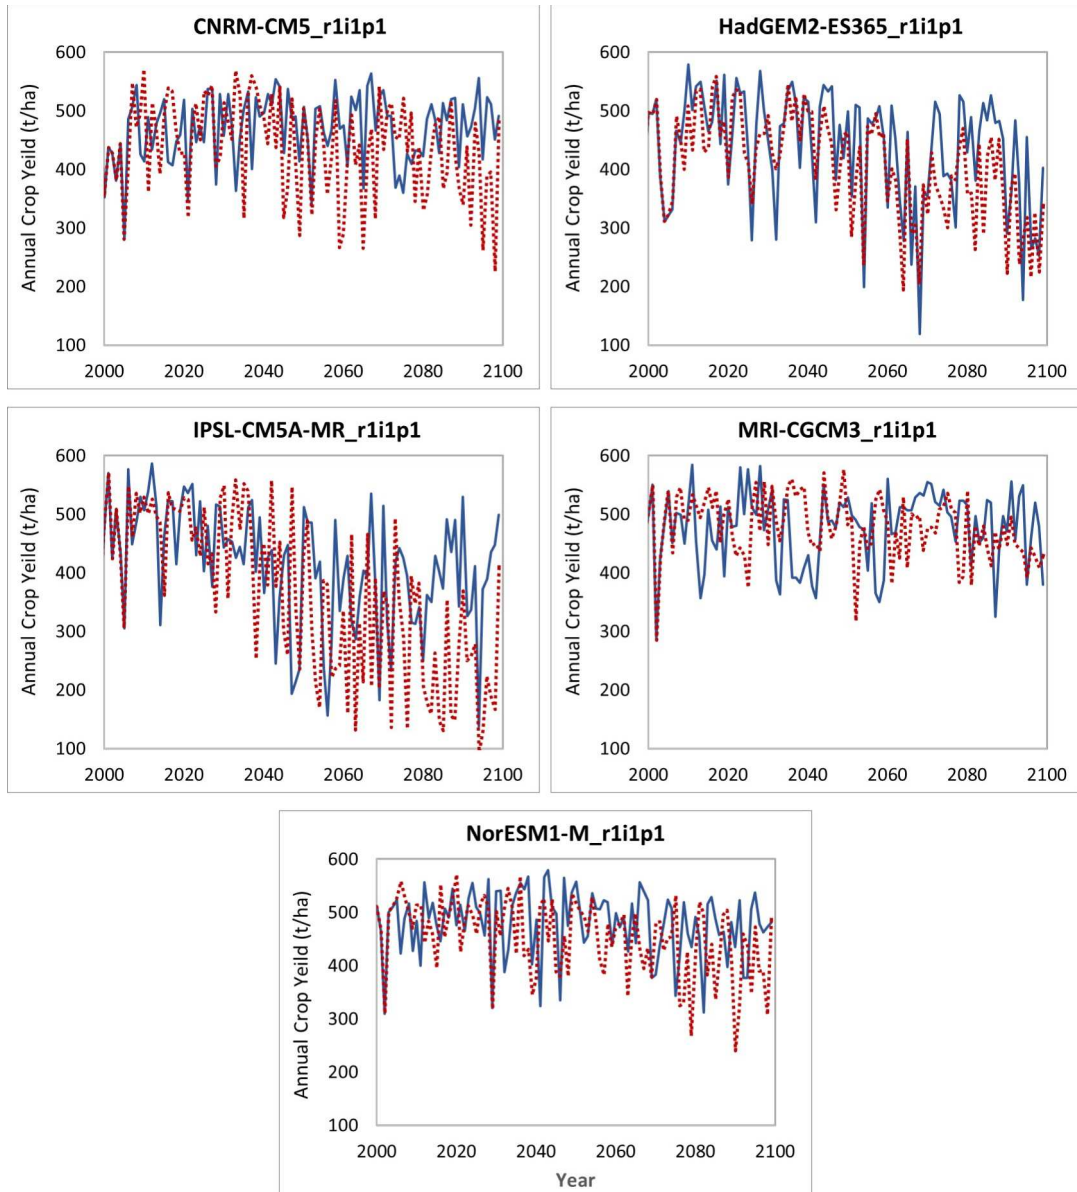 CNRM-CM5_r1i1p1
Annual Crop Yeild (t/ha)
600
500
400
300
200
100
2000 2020 2040 2060 2080 2100
HadGEM2-ES365_r1i1p1
Annual Crop Yeild (t/ha)
600
500
400
300
200
100
2000 2020 2040 2060 2080 2100
IPSL-CM5A-MR_r1i1p1
Annual Crop Yeild (t/ha)
600
500
400
300
200
100
2000 2020 2040 2060 2080 2100
MRI-CGCM3_r1i1p1
Annual Crop Yeild (t/ha)
600
500
400
300
200
100
2000 2020 2040 2060 2080 2100
NorESM1-M_r1i1p1
Annual Crop Yeild (t/ha)
600
500
400
300
200
100
2000 2020 2040 2060 2080 2100
Year